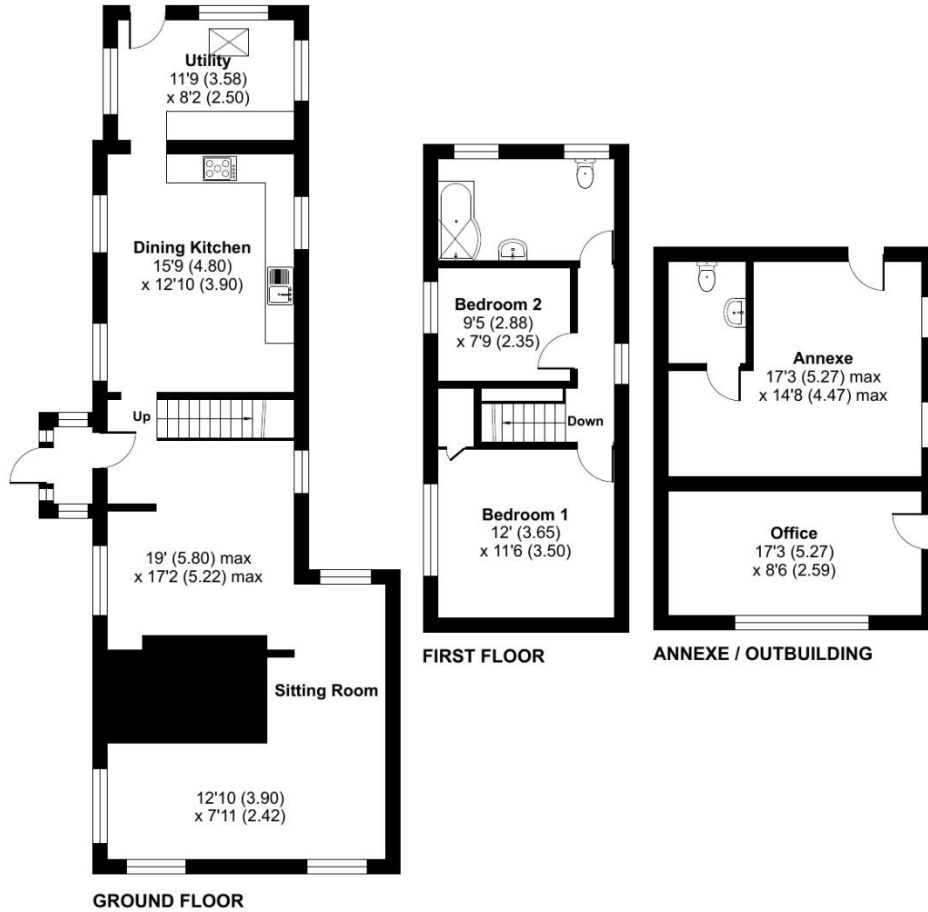 Utility
11'9 (3.58)
x 8'2 (2.50)
Dining Kitchen
15'9 (4.80)
x 12'10 (3.90)
Up
19' (5.80) max
x 17'2 (5.22) max
Sitting Room
12'10 (3.90)
x 7'11 (2.42)
GROUND FLOOR
Bedroom 2
9'5 (2.88)
x 7'9 (2.35)
Down
Bedroom 1
12' (3.65)
x 11'6 (3.50)
FIRST FLOOR
Annexe
17'3 (5.27) max
x 14'8 (4.47) max
Office
17'3 (5.27)
x 8'6 (2.59)
ANNEXE / OUTBUILDING